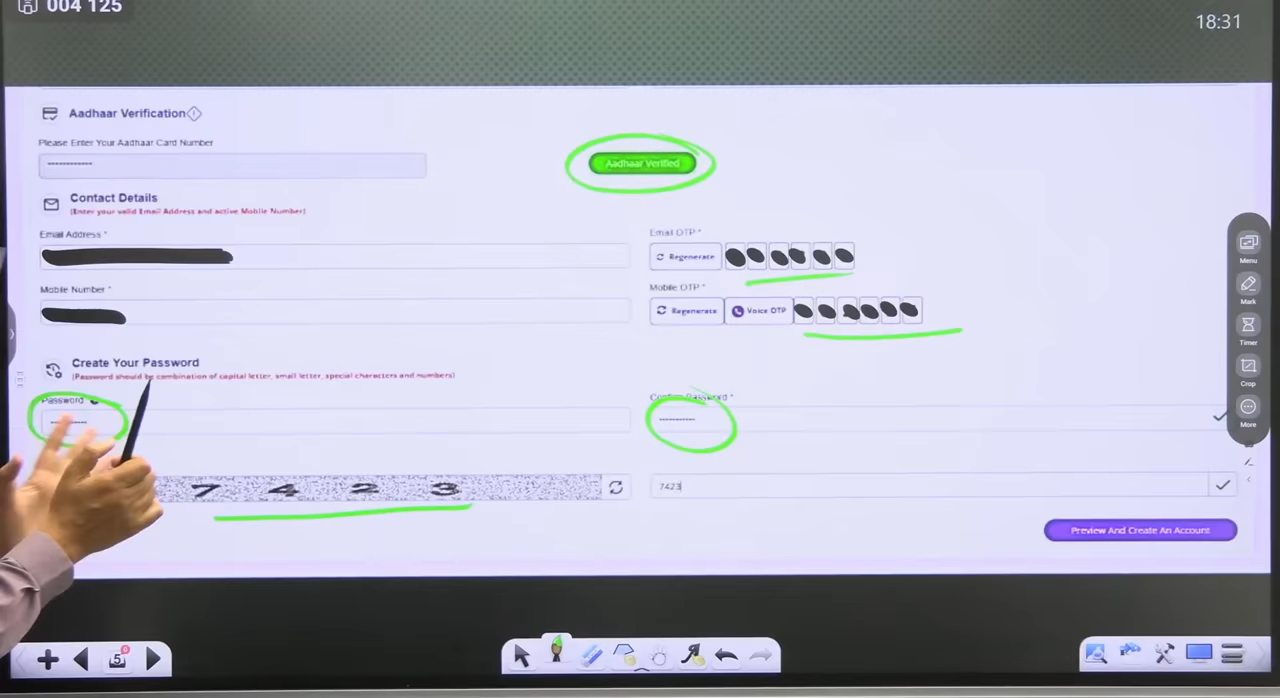 004 125
18:31
Aadhaar Verification
Please Enter Your Aadhaar Card Number
Aadhaar Verified
Contact Details
(Enter your valid Email Address and active Mobile Number)
Email Address *
Email OTP *
Regenerate
Mobile Number *
Mobile OTP *
Regenerate
Voice OTP
Create Your Password
(Password should be combination of capital letter, small letter, special characters and numbers)
Password
Confirm Password *
7 4 2 3
7423
Preview And Create An Account
Menu
Mark
Timer
Crop
More
5